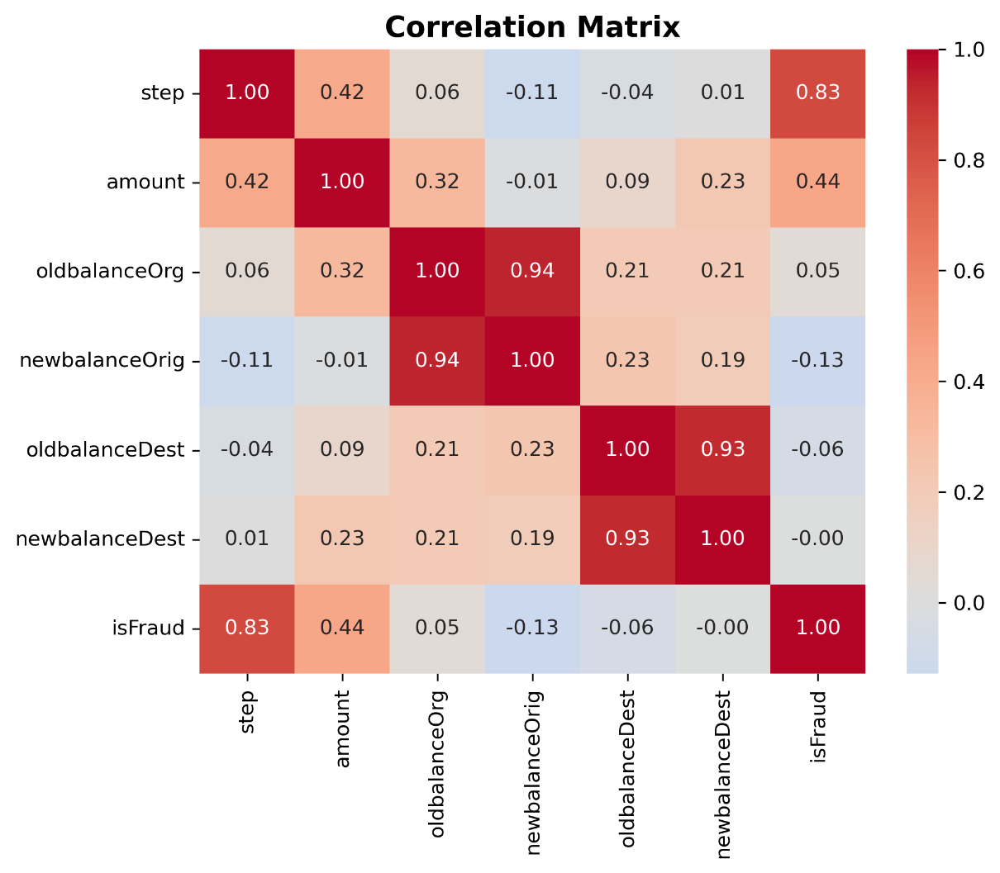 Correlation Matrix
step 1.00 0.42 0.06 -0.11 -0.04 0.01 0.83
amount 0.42 1.00 0.32 -0.01 0.09 0.23 0.44
oldbalanceOrg 0.06 0.32 1.00 0.94 0.21 0.21 0.05
newbalanceOrig -0.11 -0.01 0.94 1.00 0.23 0.19 -0.13
oldbalanceDest -0.04 0.09 0.21 0.23 1.00 0.93 -0.06
newbalanceDest 0.01 0.23 0.21 0.19 0.93 1.00 -0.00
isFraud 0.83 0.44 0.05 -0.13 -0.06 -0.00 1.00
step
amount
oldbalanceOrg
newbalanceOrig
oldbalanceDest
newbalanceDest
isFraud
1.0
0.8
0.6
0.4
0.2
0.0